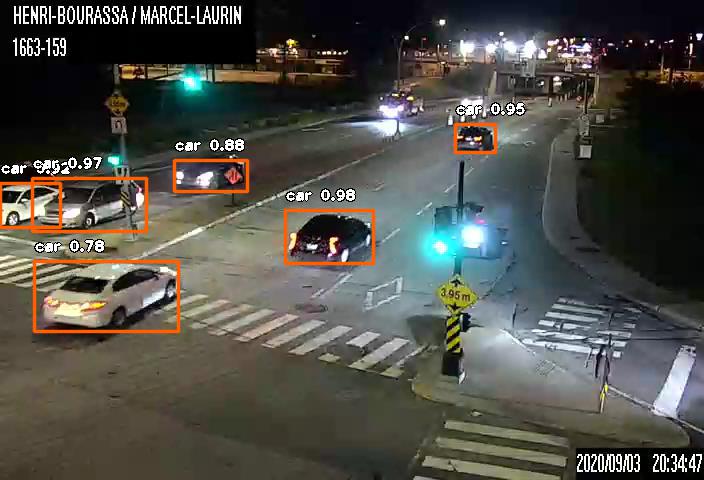 HENRI-BOURASSA / MARCEL-LAURIN
1663-159
car 0.95
car 0.88
car 0.97
car 0.98
car 0.78
3.95 m
2020/09/03 20:34:47